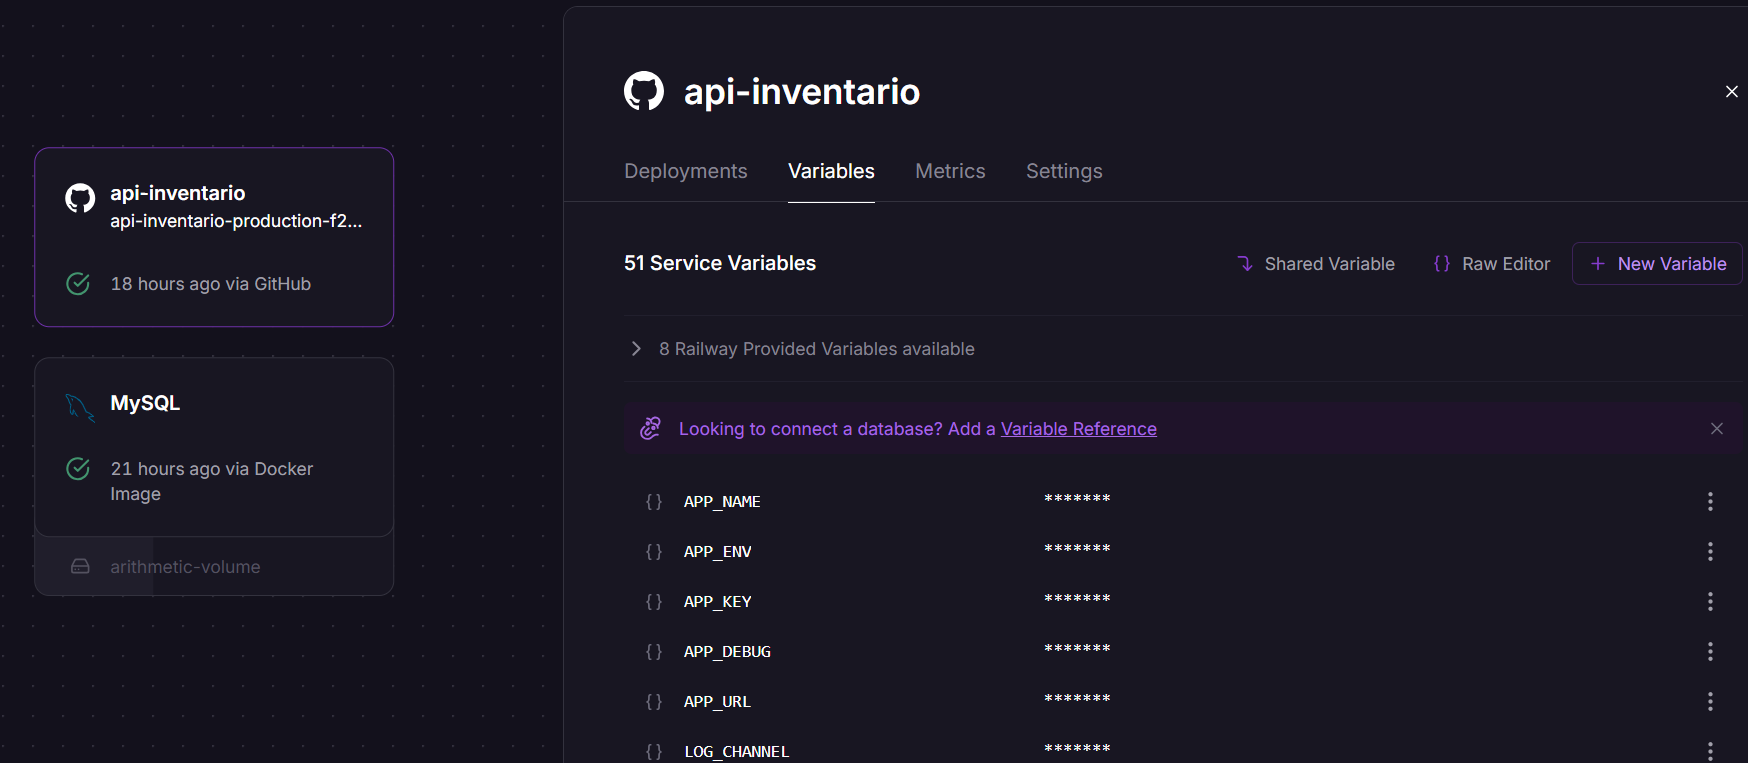 api-inventario
api-inventario-production-f2...
18 hours ago via GitHub
MySQL
21 hours ago via Docker
Image
arithmetic-volume
api-inventario
Deployments Variables Metrics Settings
51 Service Variables Shared Variable {} Raw Editor + New Variable
8 Railway Provided Variables available
Looking to connect a database? Add a Variable Reference
{} APP_NAME *******
{} APP_ENV *******
{} APP_KEY *******
{} APP_DEBUG *******
{} APP_URL *******
{} LOG_CHANNEL *******